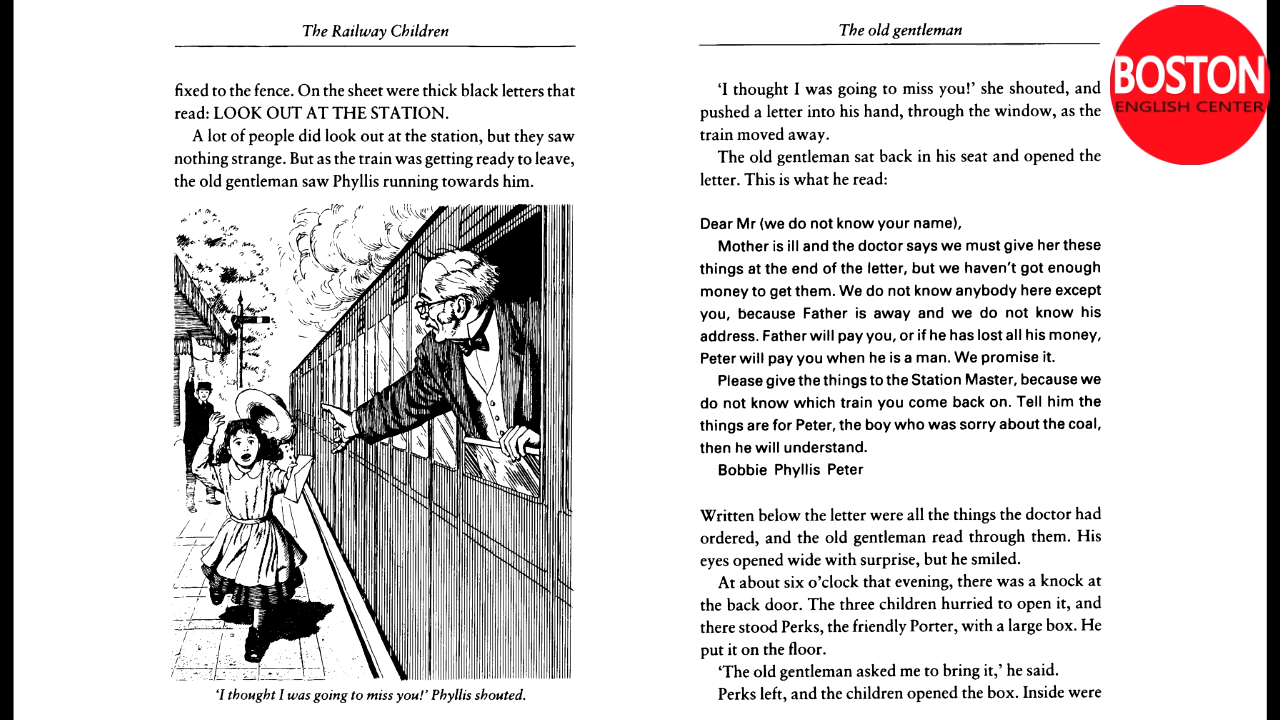 The Railway Children
fixed to the fence. On the sheet were thick black letters that
read: LOOK OUT AT THE STATION.
A lot of people did look out at the station, but they saw
nothing strange. But as the train was getting ready to leave,
the old gentleman saw Phyllis running towards him.
'I thought I was going to miss you!' Phyllis shouted.
The old gentleman
'I thought I was going to miss you!' she shouted, and
pushed a letter into his hand, through the window, as the
train moved away.
The old gentleman sat back in his seat and opened the
letter. This is what he read:
Dear Mr (we do not know your name),
Mother is ill and the doctor says we must give her these
things at the end of the letter, but we haven't got enough
money to get them. We do not know anybody here except
you, because Father is away and we do not know his
address. Father will pay you, or if he has lost all his money,
Peter will pay you when he is a man. We promise it.
Please give the things to the Station Master, because we
do not know which train you come back on. Tell him the
things are for Peter, the boy who was sorry about the coal,
then he will understand.
Bobbie Phyllis Peter
Written below the letter were all the things the doctor had
ordered, and the old gentleman read through them. His
eyes opened wide with surprise, but he smiled.
At about six o'clock that evening, there was a knock at
the back door. The three children hurried to open it, and
there stood Perks, the friendly Porter, with a large box. He
put it on the floor.
'The old gentleman asked me to bring it,' he said.
Perks left, and the children opened the box. Inside were
BOSTON
ENGLISH CENTER